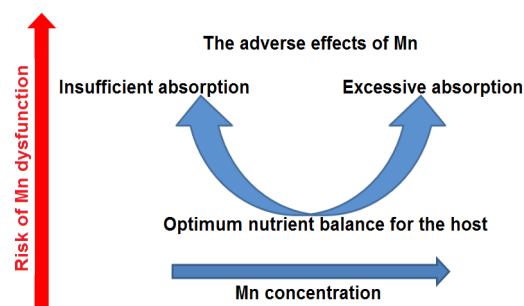 The adverse effects of Mn
Insufficient absorption
Excessive absorption
Risk of Mn dysfunction
Optimum nutrient balance for the host
Mn concentration